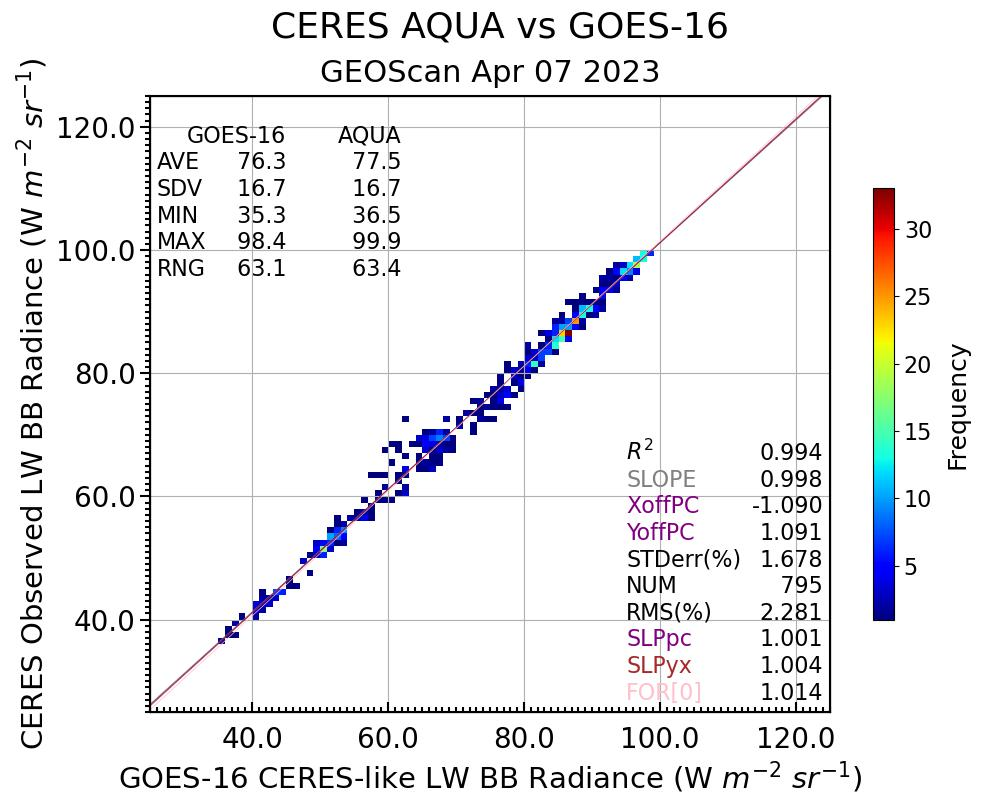 CERES AQUA vs GOES-16
GEOScan Apr 07 2023
CERES Observed LW BB Radiance (W m⁻² sr⁻¹)
120.0
100.0
80.0
60.0
40.0
GOES-16 AQUA
AVE 76.3 77.5
SDV 16.7 16.7
MIN 35.3 36.5
MAX 98.4 99.9
RNG 63.1 63.4
R² 0.994
SLOPE 0.998
XoffPC -1.090
YoffPC 1.091
STDerr(%) 1.678
NUM 795
RMS(%) 2.281
SLPpc 1.001
SLPyx 1.004
FOR[0] 1.014
40.0 60.0 80.0 100.0 120.0
GOES-16 CERES-like LW BB Radiance (W m⁻² sr⁻¹)
30
25
20
15
10
5
Frequency